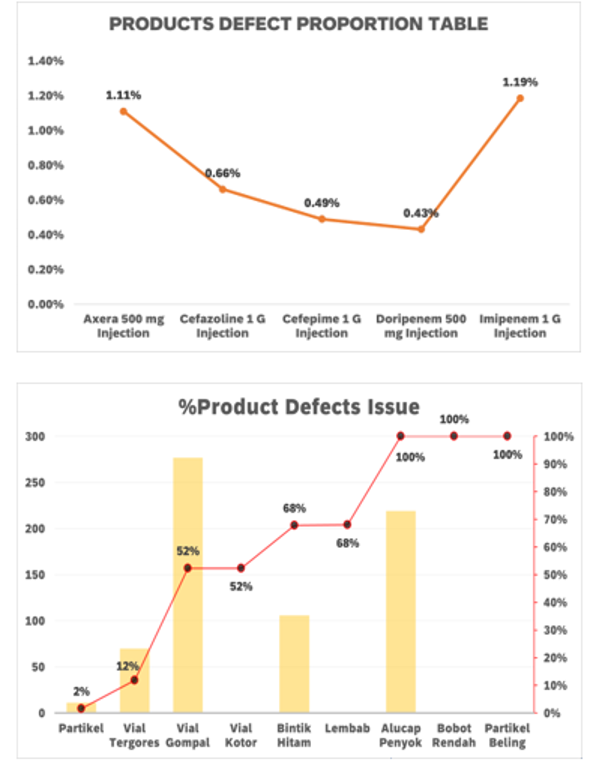 PRODUCTS DEFECT PROPORTION TABLE
1.40%
1.20%
1.00%
0.80%
0.60%
0.40%
0.20%
0.00%
1.11%
0.66%
0.49%
0.43%
1.19%
Axera 500 mg
Injection
Cefazoline 1 G
Injection
Cefepime 1 G
Injection
Doripenem 500
mg Injection
Imipenem 1 G
Injection
%Product Defects Issue
300
250
200
150
100
50
0
2%
12%
52%
52%
68%
68%
100%
100%
100%
100%
90%
80%
70%
60%
50%
40%
30%
20%
10%
0%
Partikel
Vial
Tergores
Vial
Gompal
Vial
Kotor
Bintik
Hitam
Lembab
Alucap
Penyok
Bobot
Rendah
Partikel
Beling